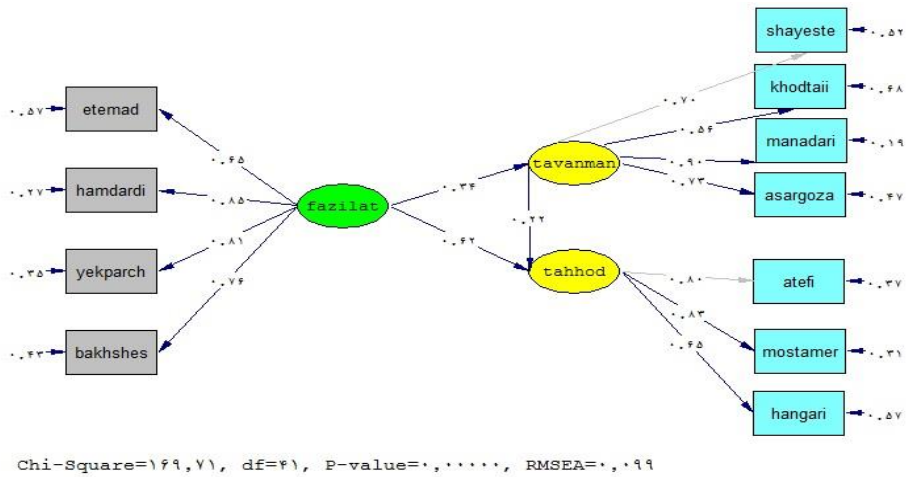 shayeste
۰.۵۲
khodtaii
۰.۶۸
manadari
۰.۱۹
asargoza
۰.۴۷
etemad
۰.۵۷
hamdardi
۰.۲۷
yekparch
۰.۳۵
bakhshes
۰.۴۳
۰.۶۵
۰.۸۵
۰.۸۱
۰.۷۶
fazilat
۰.۳۴
۰.۶۲
tavanman
۰.۲۲
tahhod
۰.۷۰
۰.۵۶
۰.۹۰
۰.۷۳
۰.۸۰
۰.۸۳
۰.۶۵
atefi
۰.۳۷
mostamer
۰.۳۱
hangari
۰.۵۷
Chi-Square=۱۶۹,۷۱, df=۴۱, P-value=۰,۰۰۰۰۰, RMSEA=۰,۰۹۹